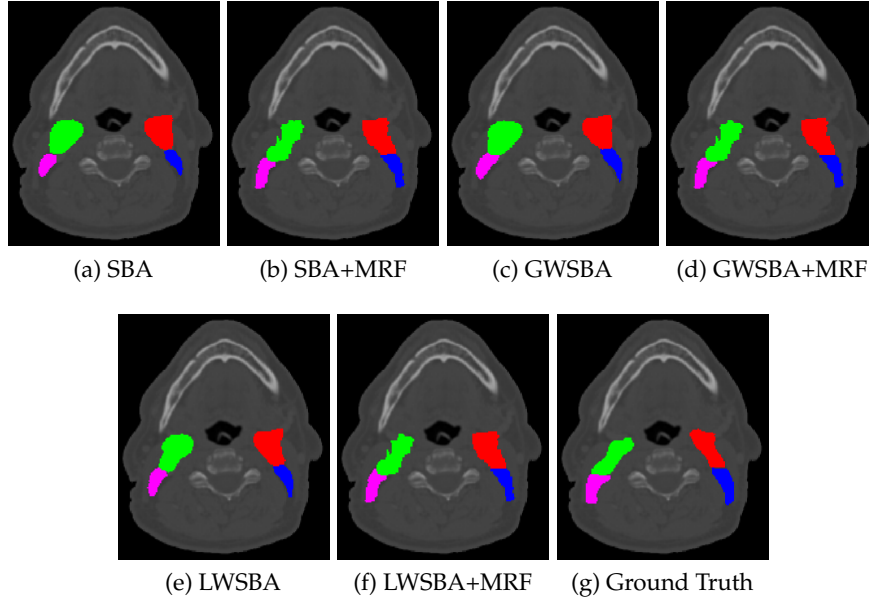 (a) SBA
(b) SBA+MRF
(c) GWSBA
(d) GWSBA+MRF
(e) LWSBA
(f) LWSBA+MRF
(g) Ground Truth